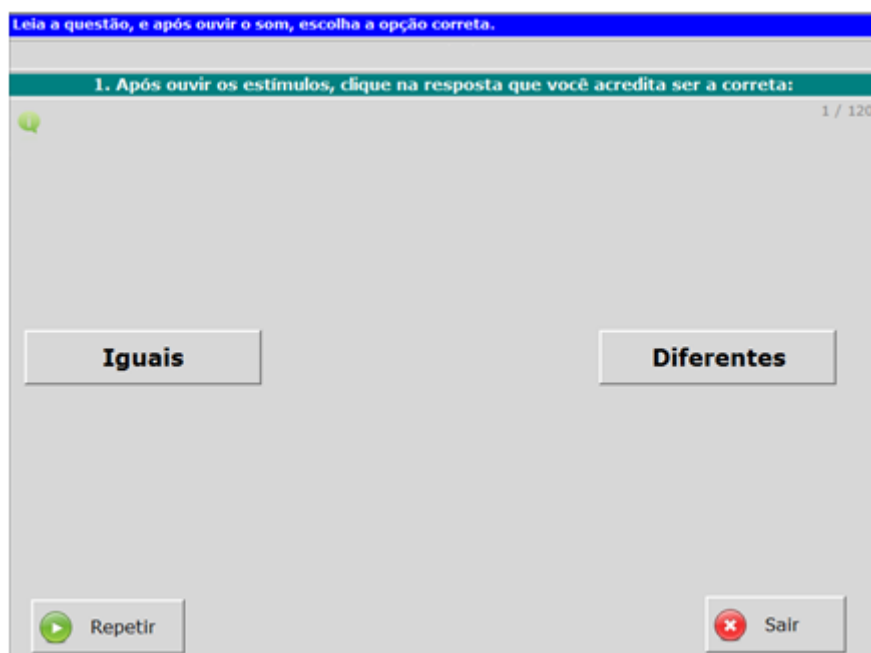 Leia a questão, e após ouvir o som, escolha a opção correta.
1. Após ouvir os estímulos, clique na resposta que você acredita ser a correta:
1 / 120
Iguais
Diferentes
Repetir
Sair